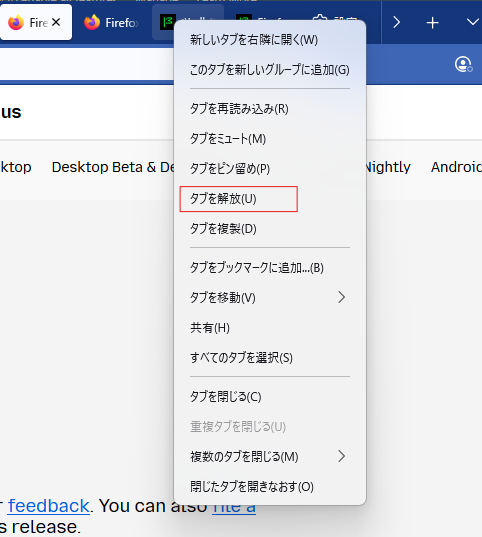 Fire
Firefox
新しいタブを右隣に開く(W)
このタブを新しいグループに追加(G)
us
タブを再読み込み(R)
タブをミュート(M)
ktop
Desktop Beta & De
タブをピン留め(P)
Nightly
Android
タブを解放(U)
タブを複製(D)
タブをブックマークに追加...(B)
タブを移動(V)
共有(H)
すべてのタブを選択(S)
タブを閉じる(C)
重複タブを閉じる(U)
複数のタブを閉じる(M)
閉じたタブを開きなおす(O)
feedback. You can also file a
s release.